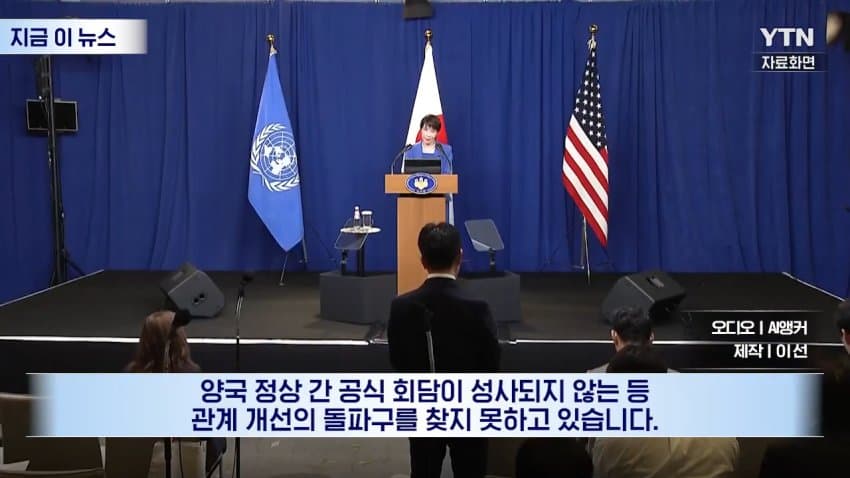 지금 이 뉴스
YTN
자료화면
오디오 | AI앵커
제작 | 이 선
양국 정상 간 공식 회담이 성사되지 않는 등
관계 개선의 돌파구를 찾지 못하고 있습니다.